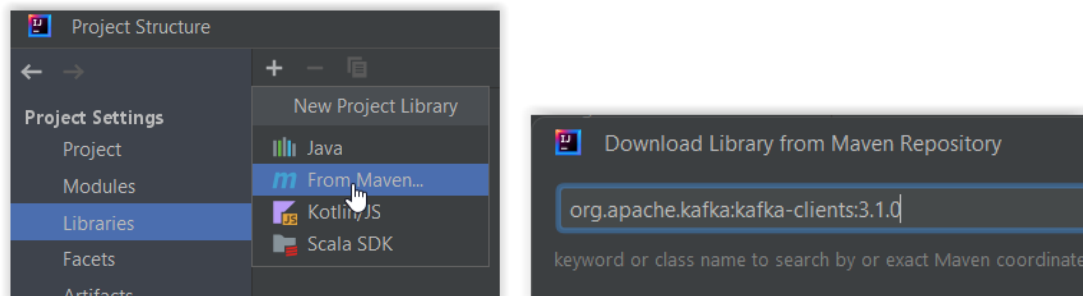 Project Structure
Project Settings
Project
Modules
Libraries
Facets
Artifacts
New Project Library
Java
From Maven...
Kotlin/JS
Scala SDK
Download Library from Maven Repository
org.apache.kafka:kafka-clients:3.1.0
keyword or class name to search by or exact Maven coordinate